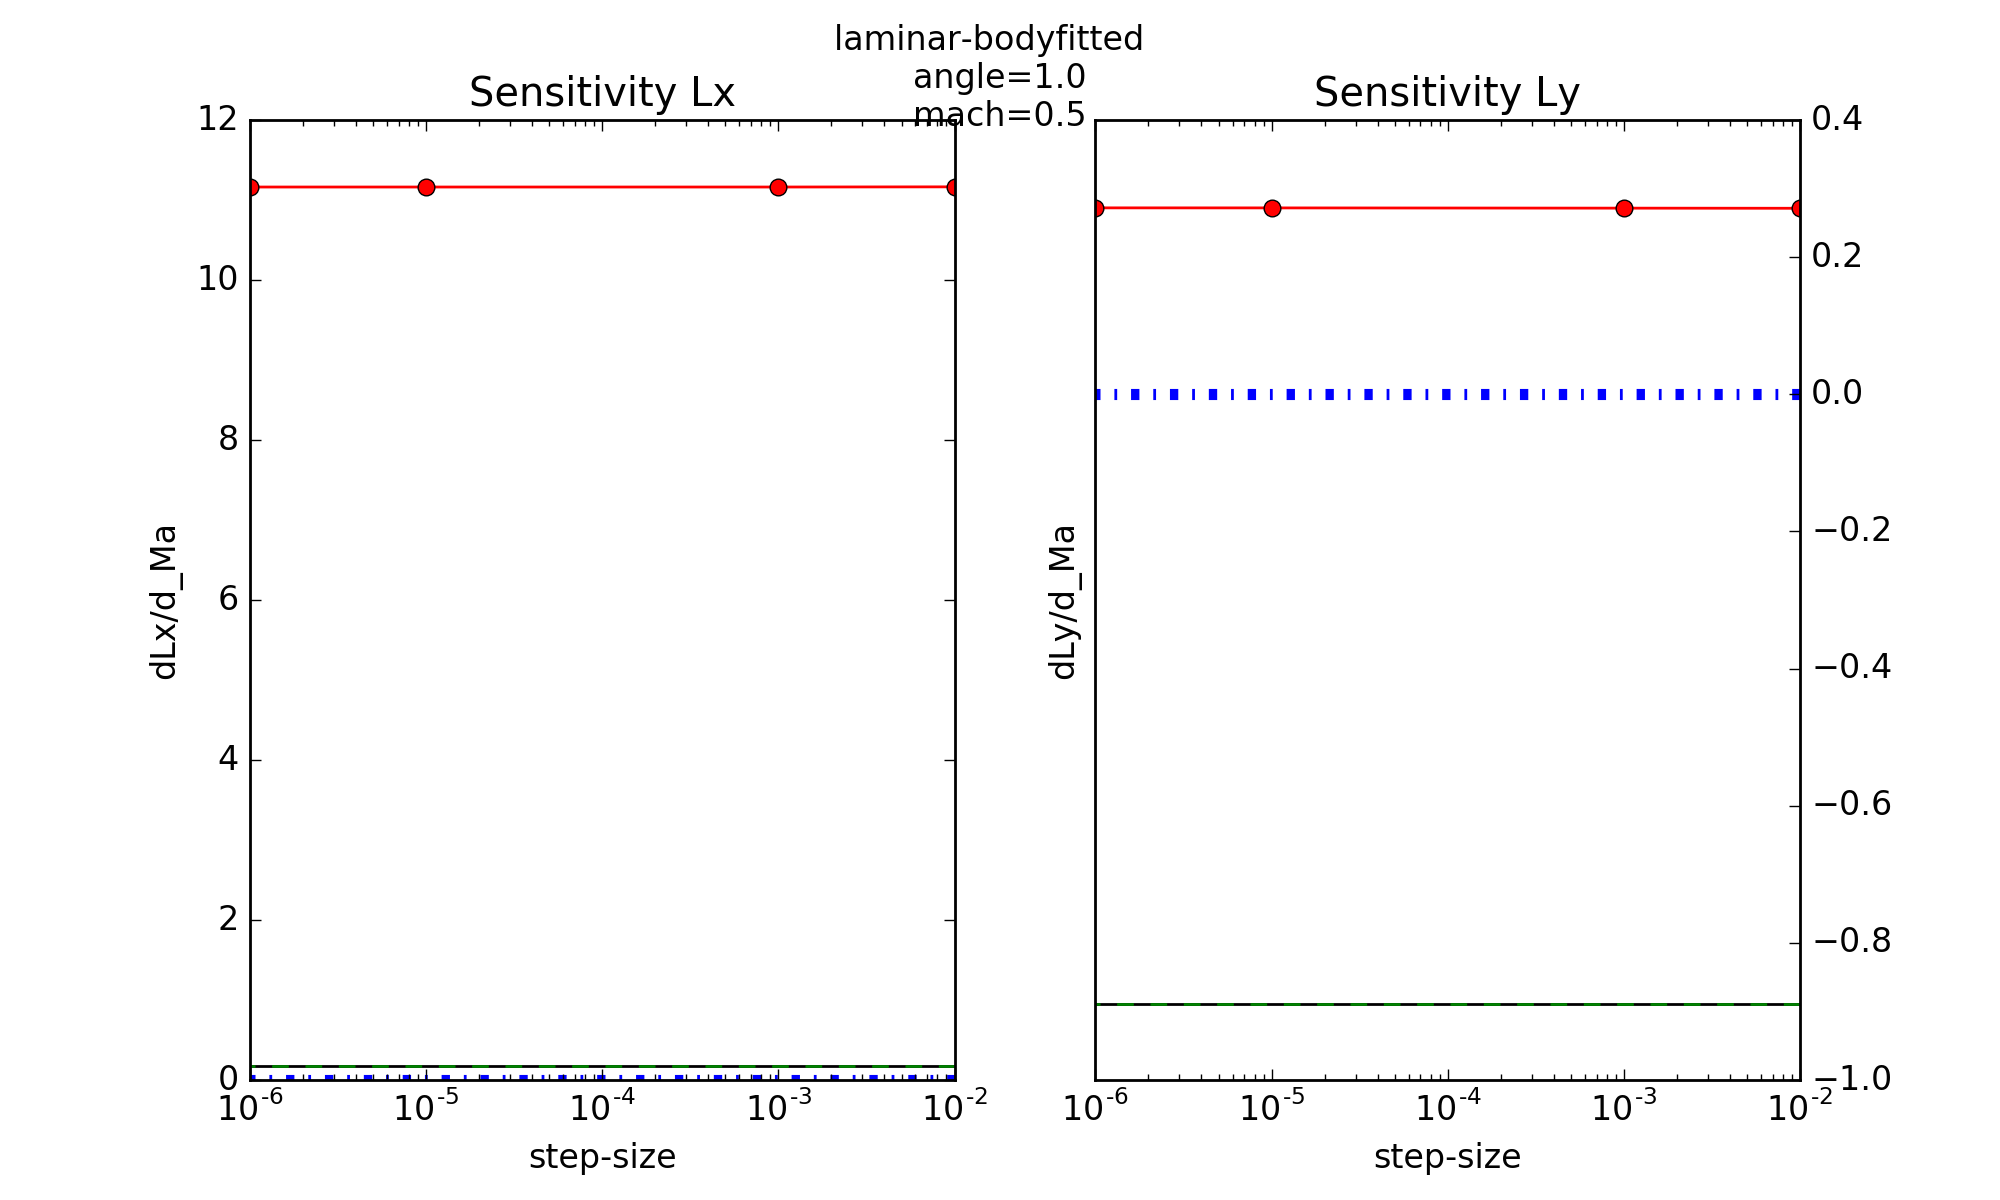 laminar-bodyfitted
angle=1.0
mach=0.5
Sensitivity Lx
12
10
8
6
4
2
0
dLx/d_Ma
10-6
10-5
10-4
10-3
10-2
step-size
Sensitivity Ly
dLy/d_Ma
0.4
0.2
0.0
−0.2
−0.4
−0.6
−0.8
−1.0
10-6
10-5
10-4
10-3
10-2
step-size